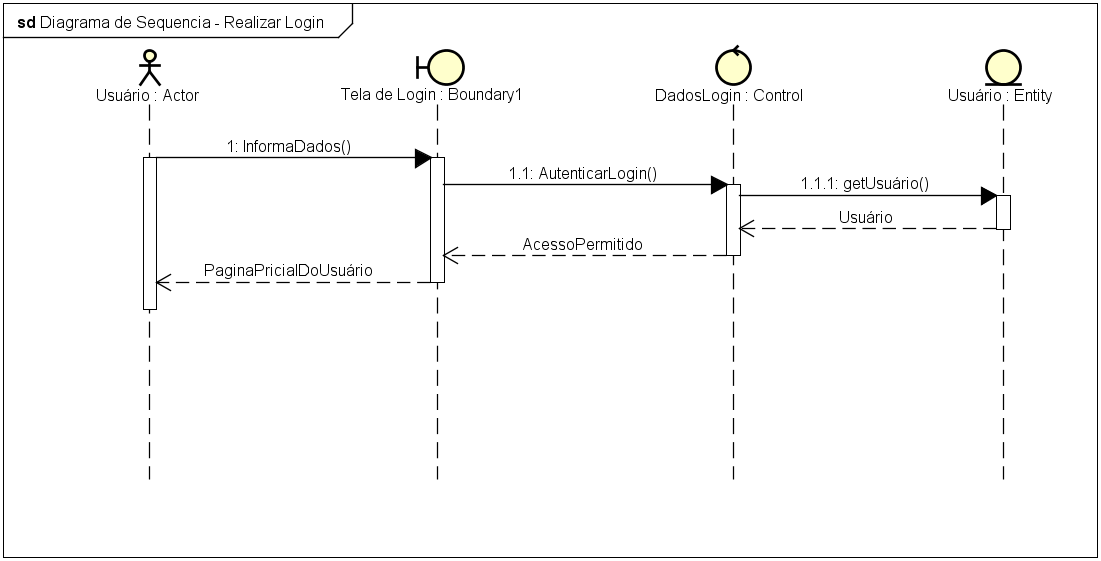 sd Diagrama de Sequencia - Realizar Login
Usuário : Actor
Tela de Login : Boundary1
DadosLogin : Control
Usuário : Entity
1: InformaDados()
1.1: AutenticarLogin()
1.1.1: getUsuário()
Usuário
AcessoPermitido
PaginaPricialDoUsuário